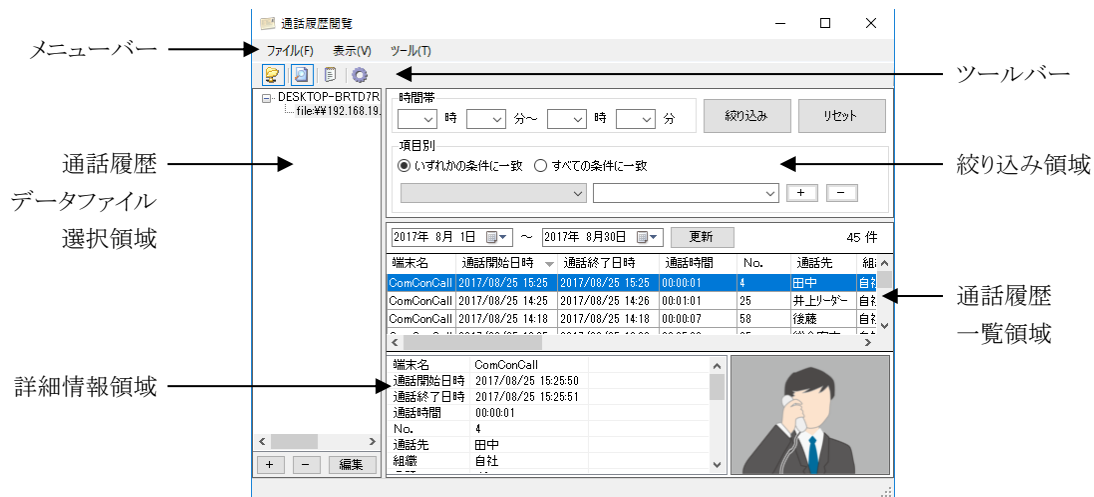 通話履歴閲覧
メニューバー
ファイル(F) 表示(V) ツール(T)
ツールバー
DESKTOP-BRTD7R
file:¥¥192.168.19.
時間帯
時 分～ 時 分
絞り込み リセット
項目別
いずれかの条件に一致 すべての条件に一致
+ −
絞り込み領域
通話履歴
データファイル
選択領域
2017年 8月 1日 ～ 2017年 8月30日 更新 45 件
端末名 通話開始日時 通話終了日時 通話時間 No. 通話先
ComConCall 2017/08/25 15:25 2017/08/25 15:25 00:00:01 4 田中
ComConCall 2017/08/25 14:25 2017/08/25 14:26 00:01:01 25 井上リーダー
ComConCall 2017/08/25 14:18 2017/08/25 14:18 00:00:07 58 後藤
通話履歴
一覧領域
詳細情報領域
端末名 ComConCall
通話開始日時 2017/08/25 15:25:50
通話終了日時 2017/08/25 15:25:51
通話時間 00:00:01
No. 4
通話先 田中
組織 自社
+ − 編集